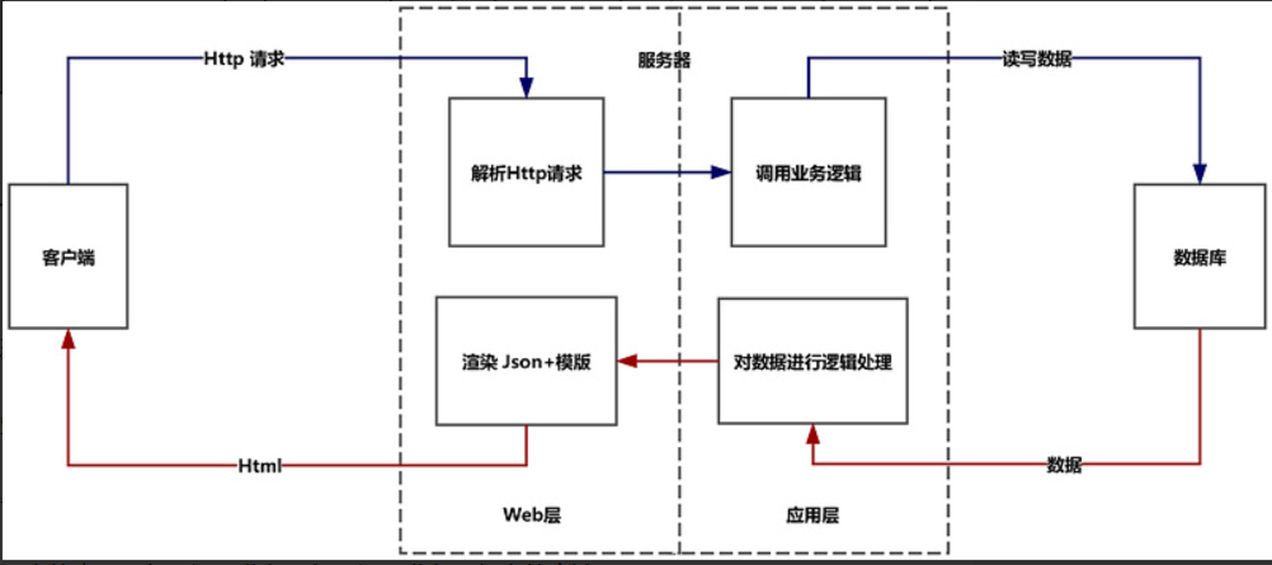 Http 请求
服务器
读写数据
解析Http请求
调用业务逻辑
客户端
数据库
渲染 Json+模版
对数据进行逻辑处理
Html
数据
Web层
应用层